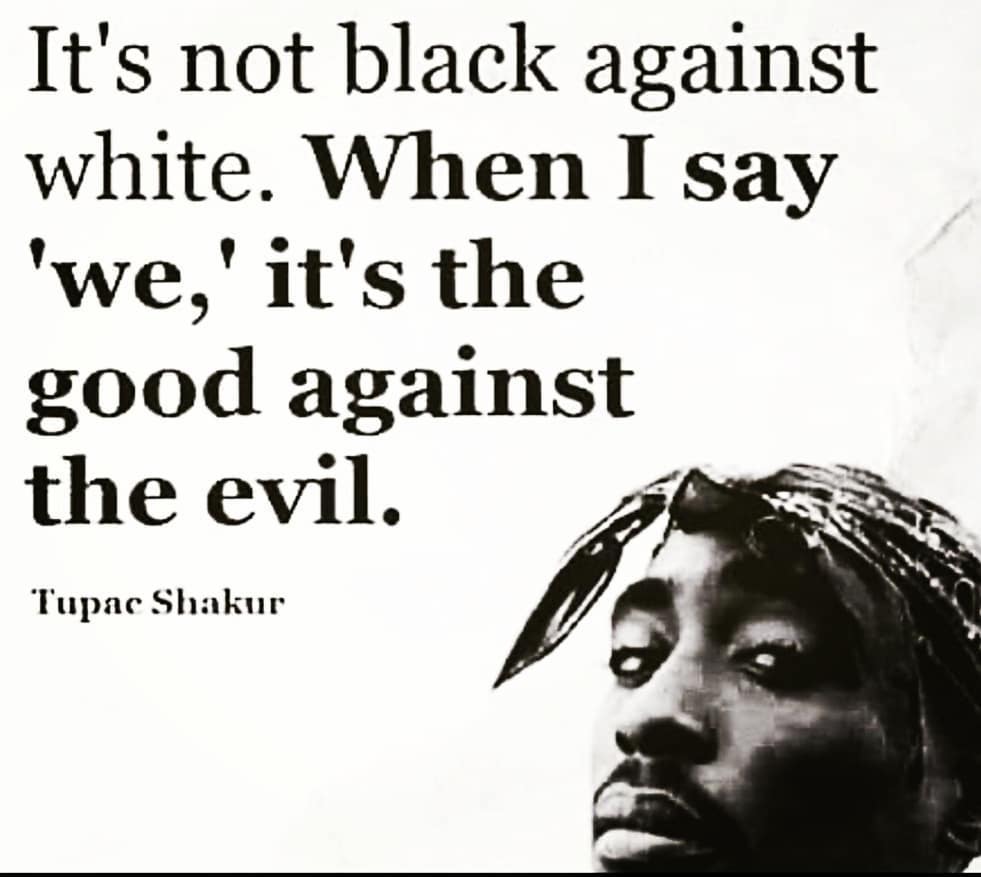 It's not black against
white. When I say
'we,' it's the
good against
the evil.
Tupac Shakur